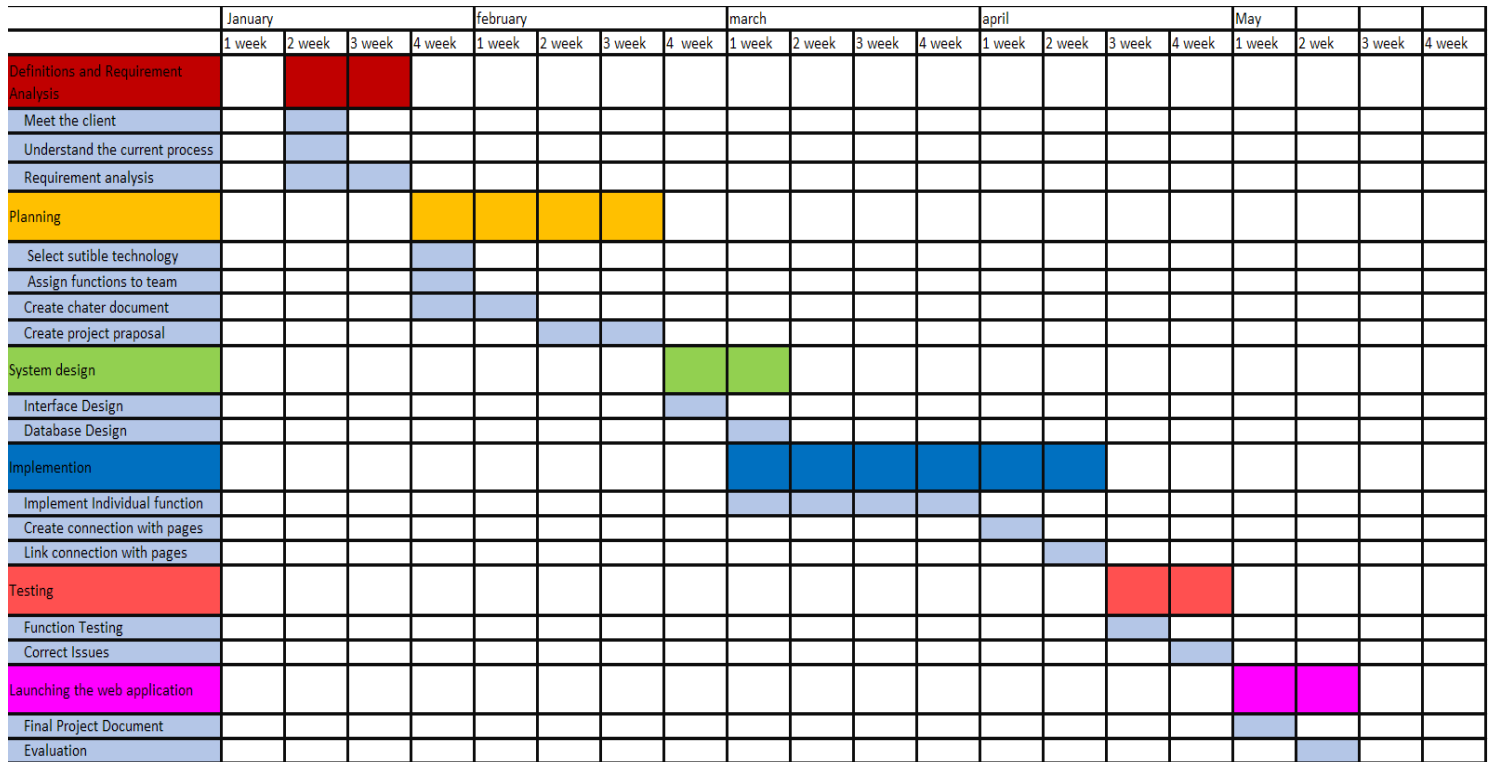 January february march april May
1 week 2 week 3 week 4 week 1 week 2 week 3 week 4 week 1 week 2 week 3 week 4 week 1 week 2 week 3 week 4 week 1 week 2 wek 3 week 4 week
Definitions and Requirement
Analysis
Meet the client
Understand the current process
Requirement analysis
Planning
Select sutible technology
Assign functions to team
Create chater document
Create project praposal
System design
Interface Design
Database Design
Implemention
Implement Individual function
Create connection with pages
Link connection with pages
Testing
Function Testing
Correct Issues
Launching the web application
Final Project Document
Evaluation